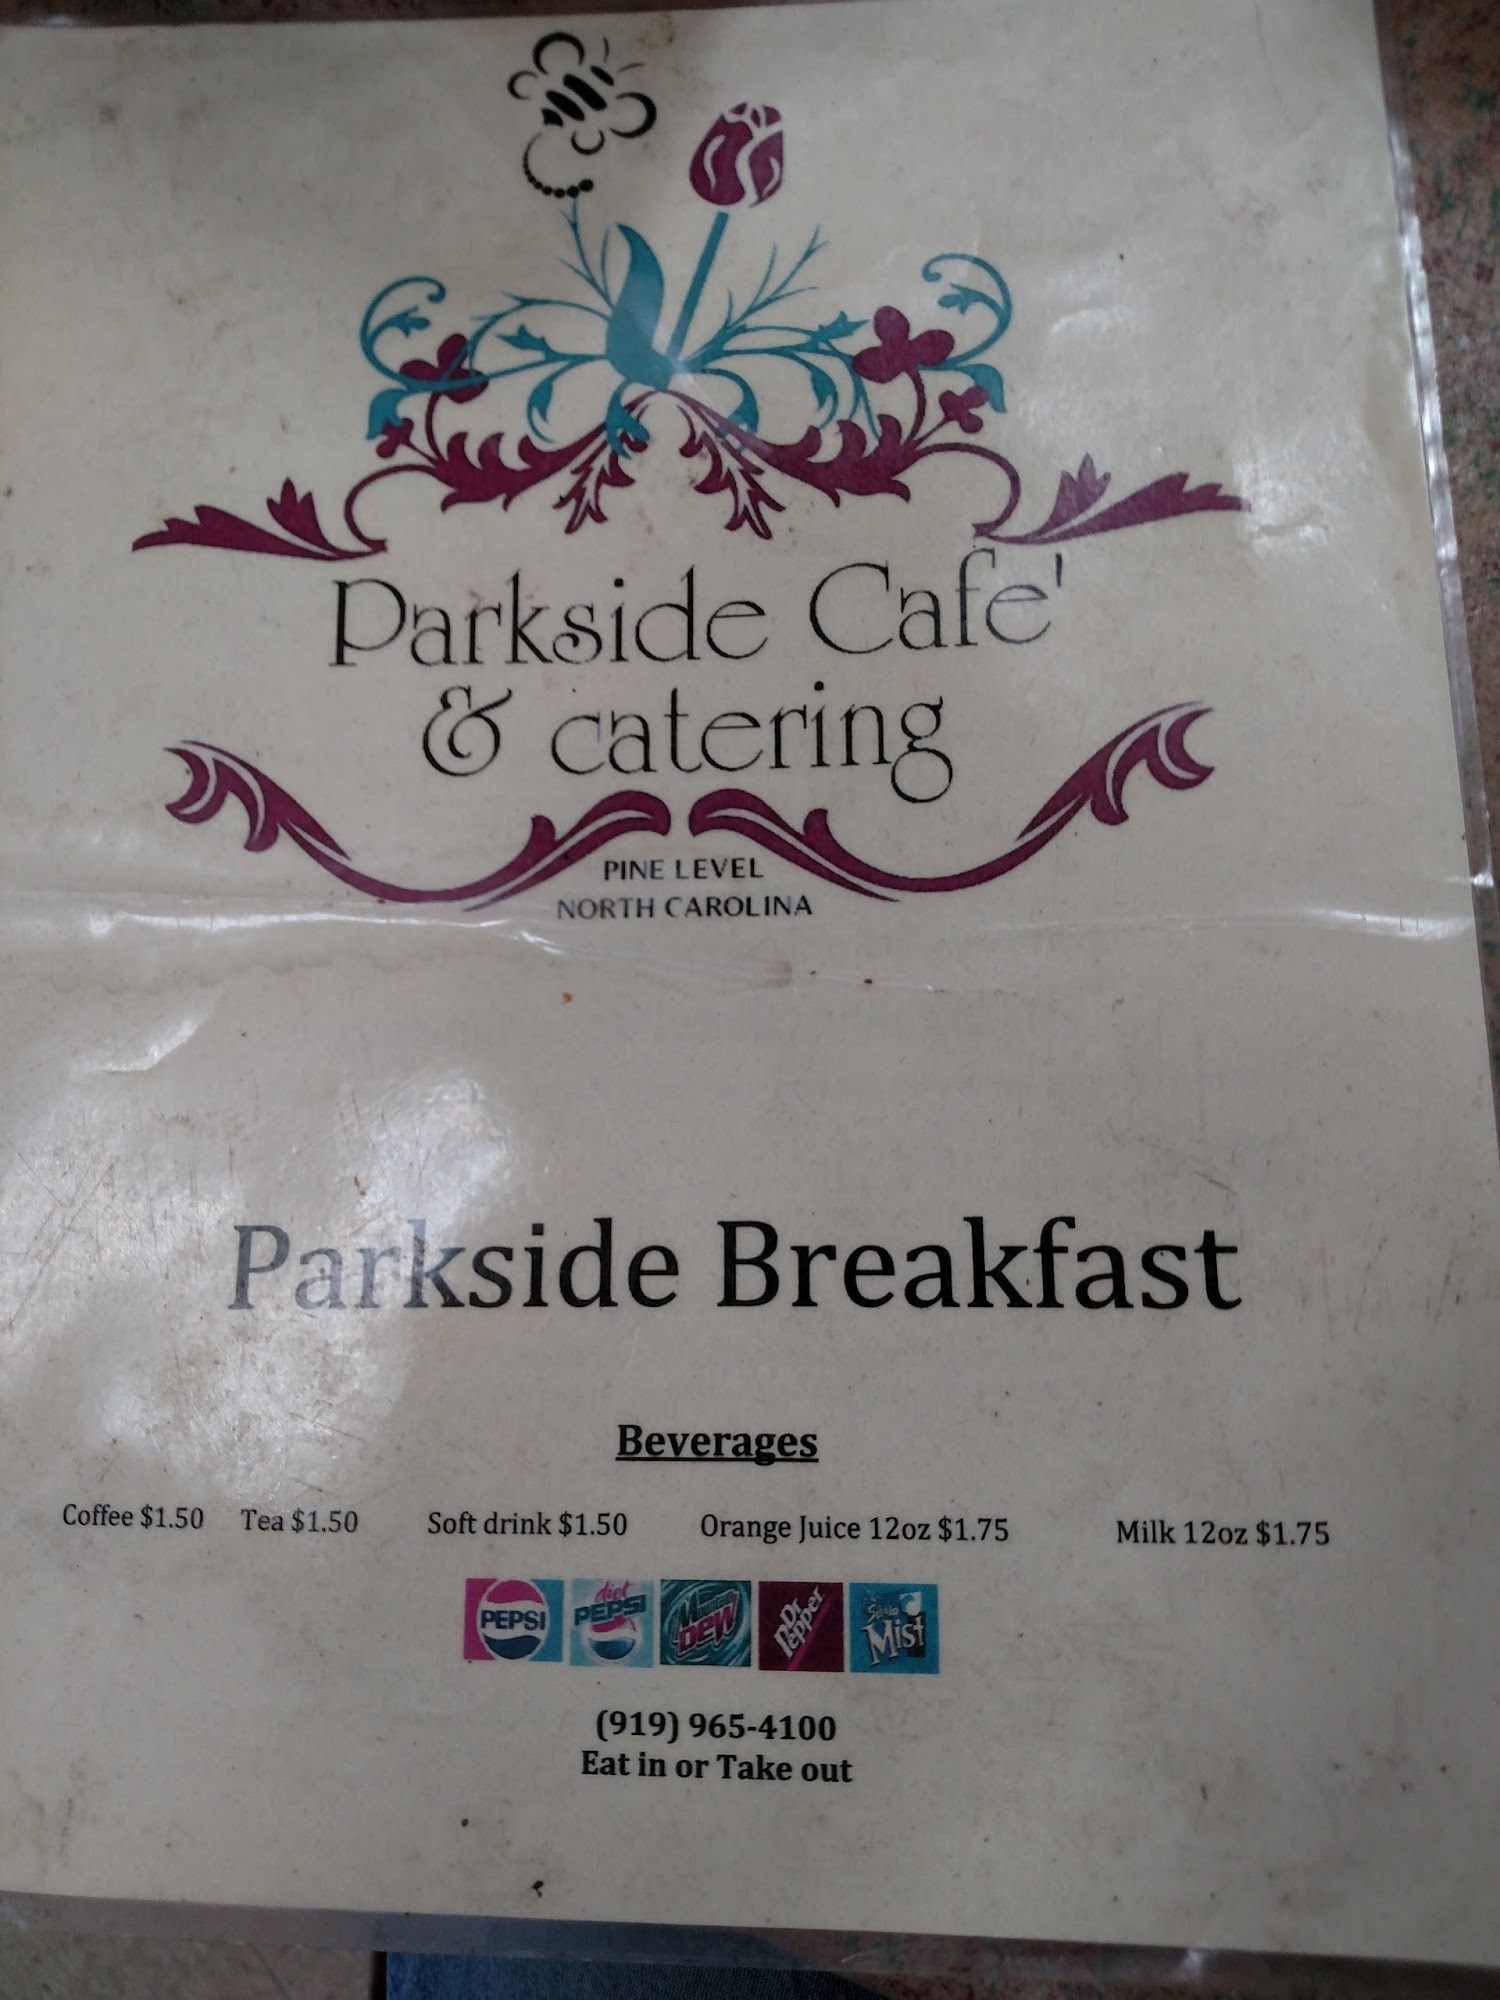 Parkside Cafe'
& catering
PINE LEVEL
NORTH CAROLINA
Parkside Breakfast
Beverages
Coffee $1.50 Tea $1.50 Soft drink $1.50 Orange Juice 12oz $1.75 Milk 12oz $1.75
PEPSI diet PEPSI Mountain DEW Dr Pepper Mist
(919) 965-4100
Eat in or Take out